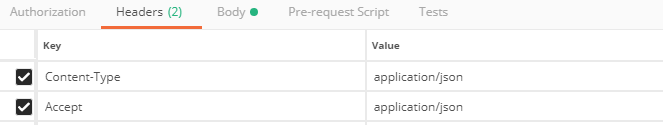 Authorization Headers (2) Body Pre-request Script Tests
Key Value
Content-Type application/json
Accept application/json